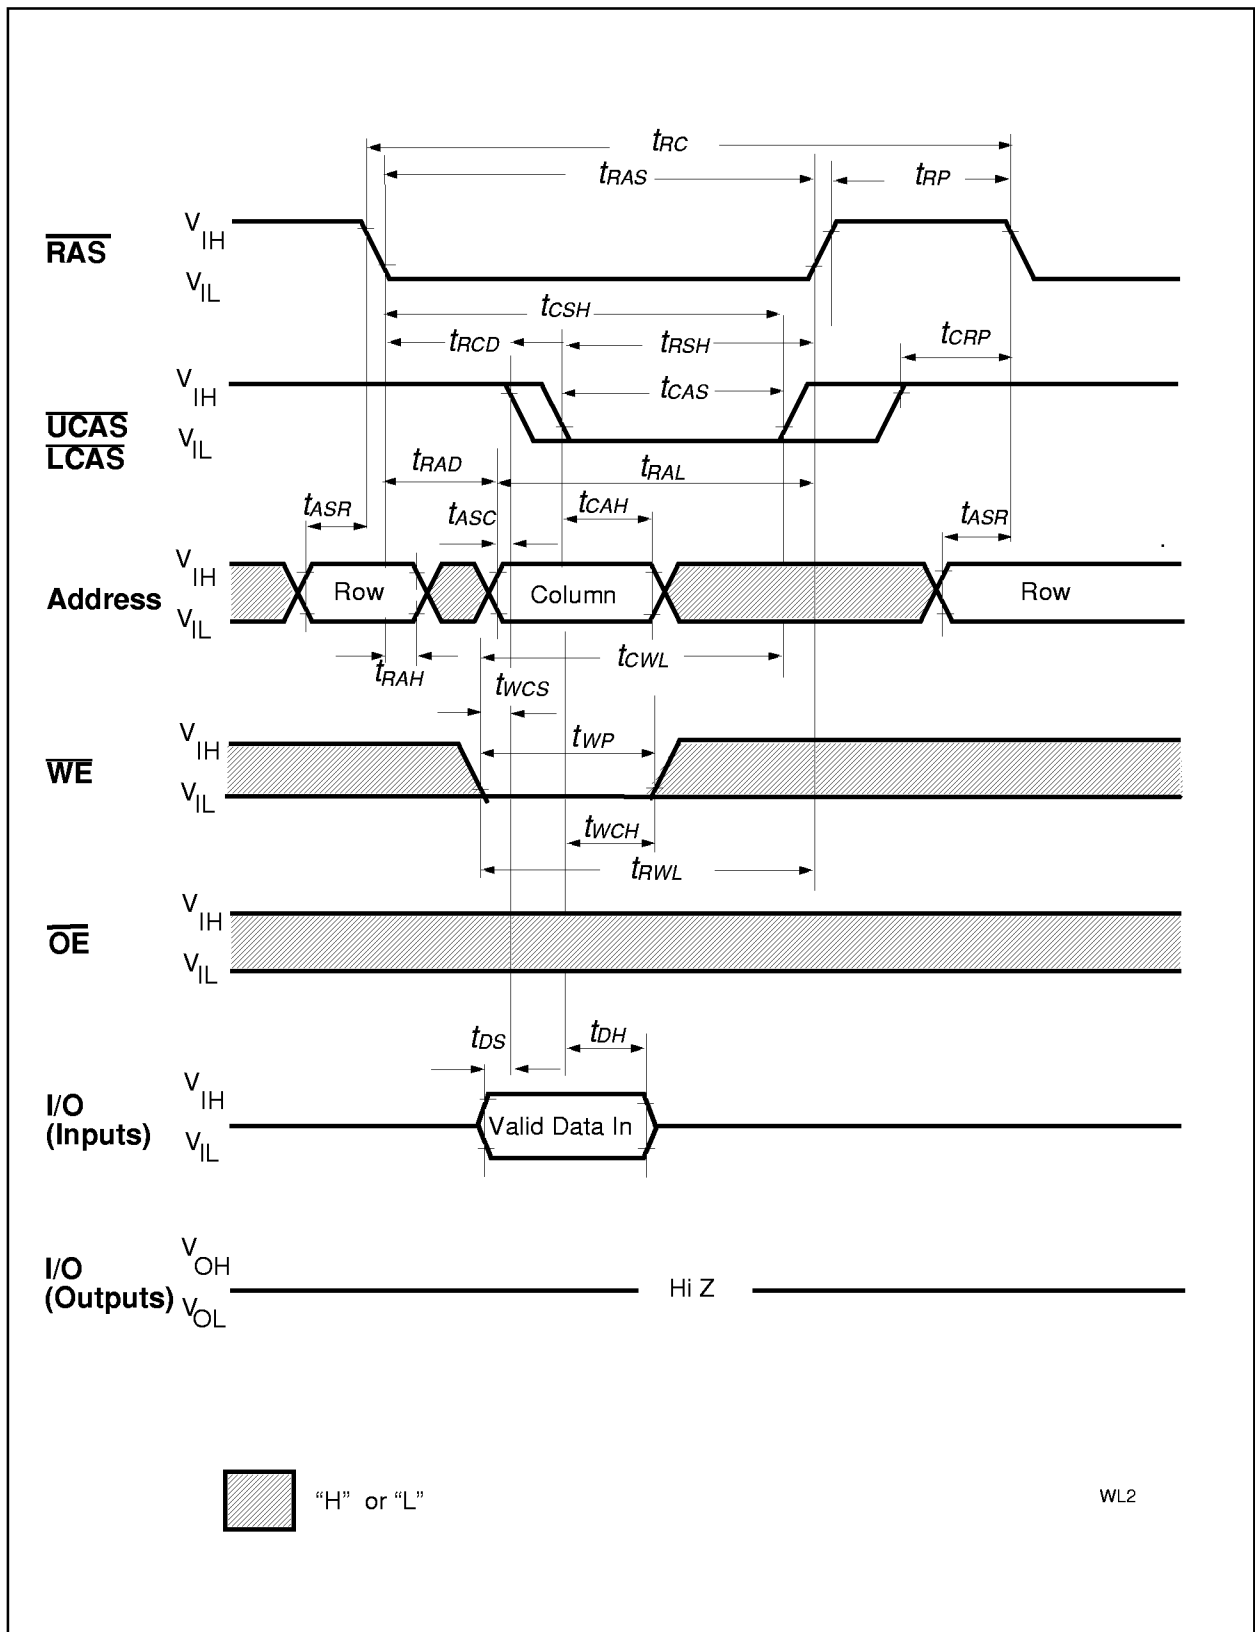 tRC
tRAS
tRP
RAS
VIH
VIL
tCSH
tRCD
tRSH
tCRP
VIH
tCAS
UCAS
LCAS
VIL
tRAD
tRAL
tASR
tASC
tCAH
tASR
VIH
Address
Row
Column
Row
VIL
tRAH
tCWL
tWCS
VIH
tWP
WE
VIL
tWCH
tRWL
VIH
OE
VIL
tDS
tDH
VIH
I/O
(Inputs)
Valid Data In
VIL
VOH
I/O
(Outputs)
Hi Z
VOL
“H” or “L”
WL2